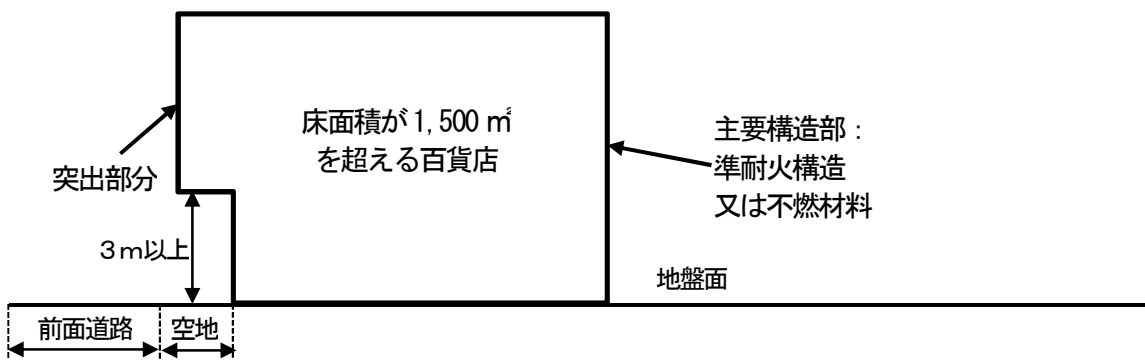 床面積が1,500 ㎡
を超える百貨店
突出部分
主要構造部：
準耐火構造
又は不燃材料
3m以上
地盤面
前面道路
空地